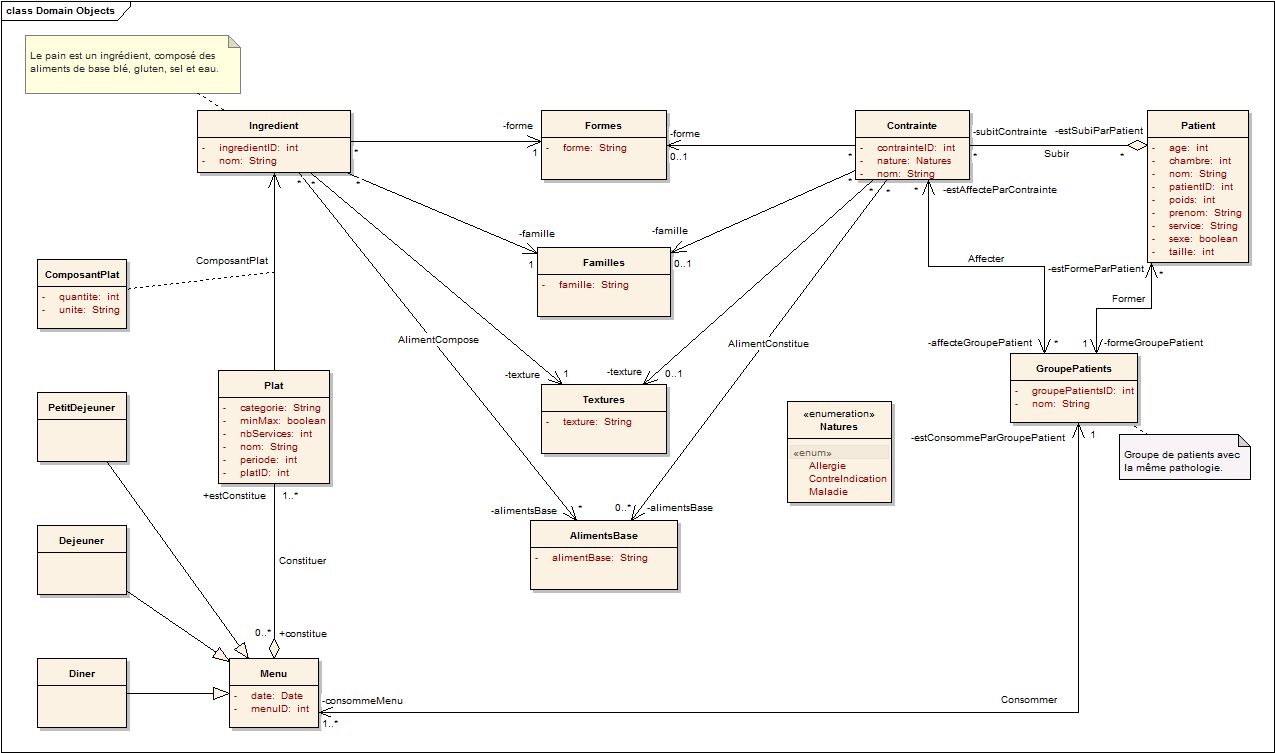 class Domain Objects
Le pain est un ingrédient, composé des
aliments de base blé, gluten, sel et eau.
Ingredient
- ingredientID: int
- nom: String
-forme
1
*
Formes
- forme: String
-forme
0..1
*
Contrainte
- contrainteID: int
- nature: Natures
- nom: String
-subitContrainte
-estSubiParPatient
*
Subir
*
Patient
- age: int
- chambre: int
- nom: String
- patientID: int
- poids: int
- prenom: String
- service: String
- sexe: boolean
- taille: int
* * *
* * * *
-estAffecteParContrainte
-famille
1
Familles
- famille: String
-famille
0..1
ComposantPlat
ComposantPlat
- quantite: int
- unite: String
Affecter
-estFormeParPatient
*
Former
AlimentCompose
AlimentConstitue
-affecteGroupePatient
*
1
-formeGroupePatient
GroupePatients
- groupePatientsID: int
- nom: String
-texture
1
Textures
- texture: String
-texture
0..1
Plat
- categorie: String
- minMax: boolean
- nbServices: int
- nom: String
- periode: int
- platID: int
PetitDejeuner
«enumeration»
Natures
«enum»
Allergie
ContreIndication
Maladie
-estConsommeParGroupePatient
1
Groupe de patients avec
la même pathologie.
+estConstitue
1..*
-alimentsBase
*
0..*
-alimentsBase
AlimentsBase
- alimentBase: String
Dejeuner
Constituer
0..*
+constitue
Diner
Menu
- date: Date
- menuID: int
-consommeMenu
1..*
Consommer